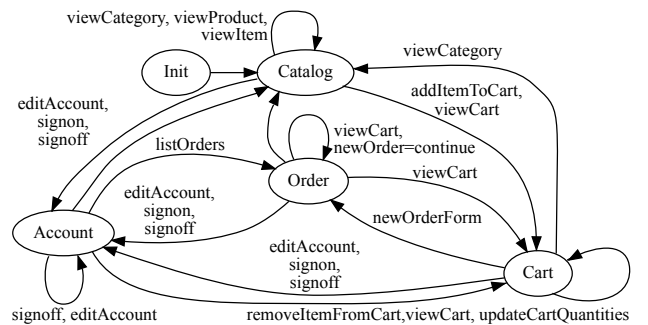 viewCategory, viewProduct,
viewItem
viewCategory
Init
Catalog
addItemToCart,
viewCart
editAccount,
signon,
signoff
viewCart,
newOrder=continue
listOrders
viewCart
Order
editAccount,
signon,
signoff
newOrderForm
Account
editAccount,
signon,
signoff
Cart
signoff, editAccount
removeItemFromCart,viewCart, updateCartQuantities